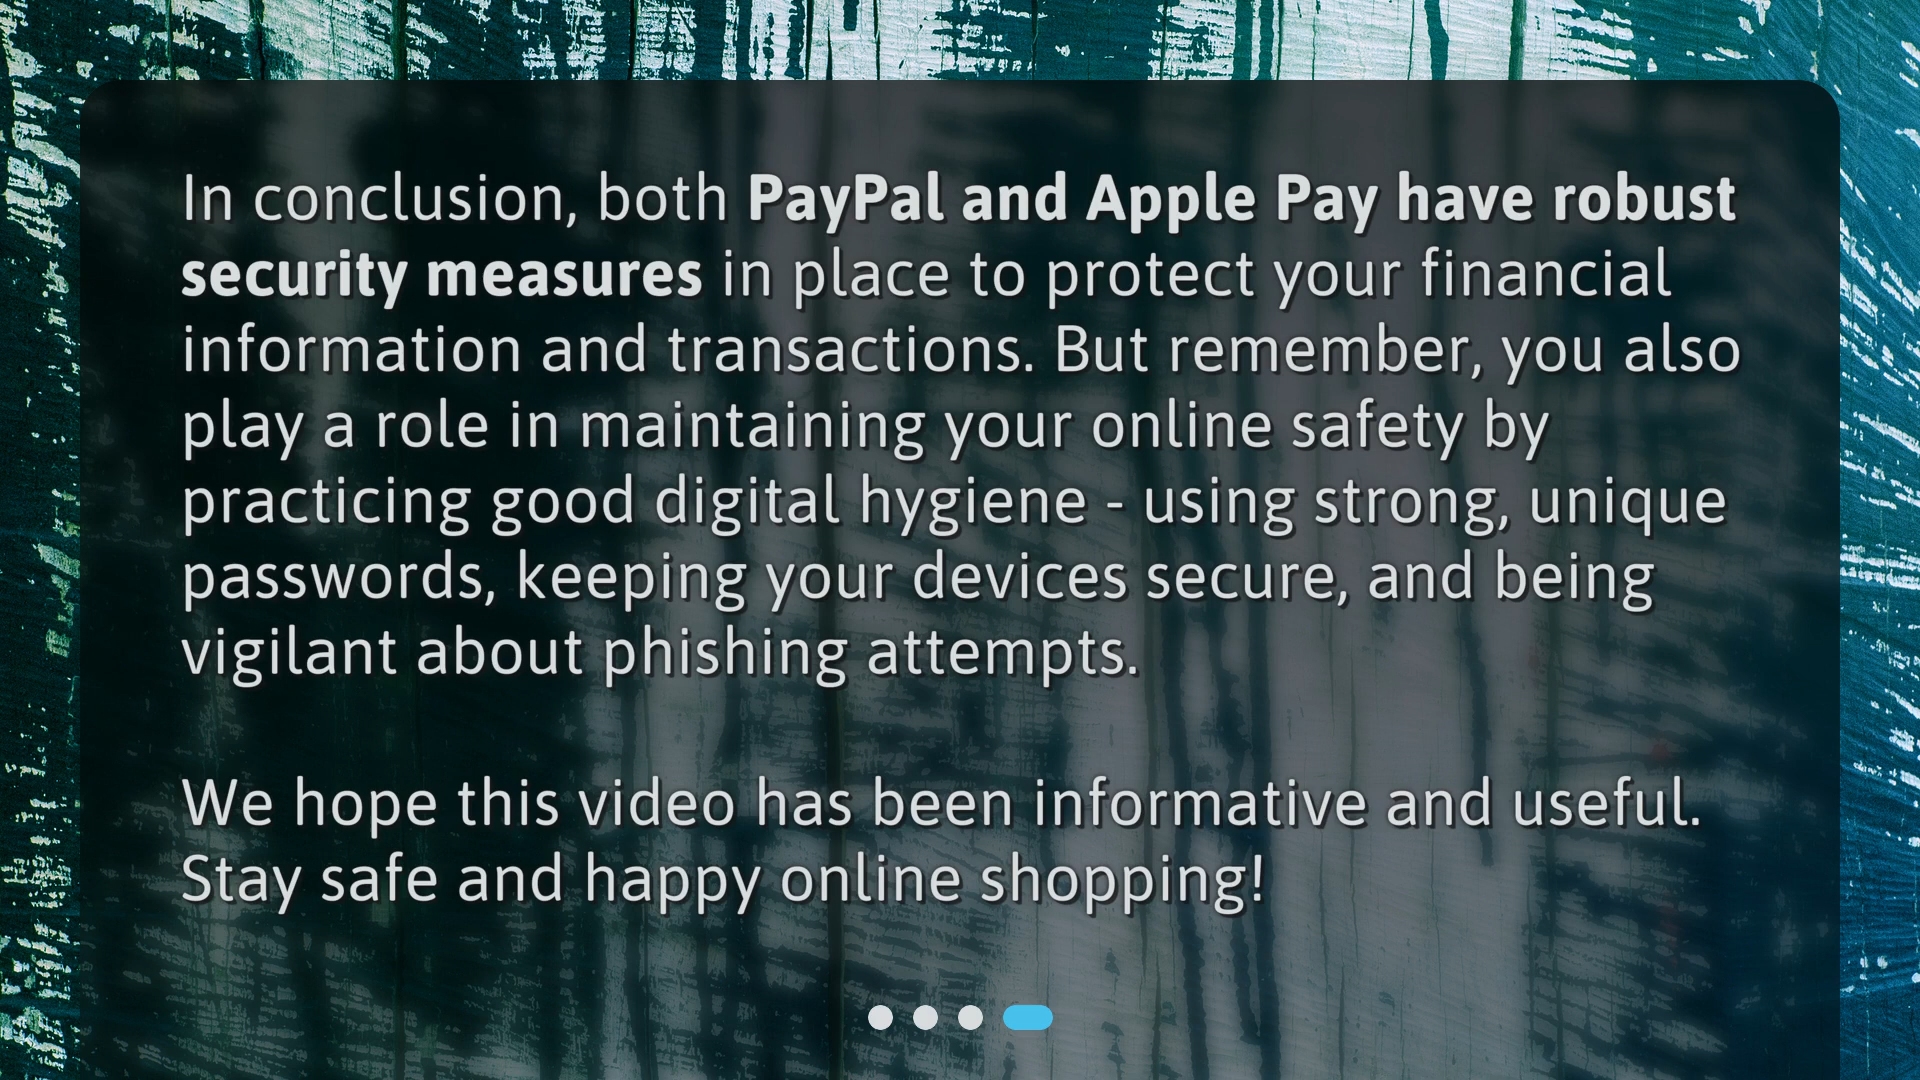 In conclusion, both PayPal and Apple Pay have robust
security measures in place to protect your financial
information and transactions. But remember, you also
play a role in maintaining your online safety by
practicing good digital hygiene - using strong, unique
passwords, keeping your devices secure, and being
vigilant about phishing attempts.
We hope this video has been informative and useful.
Stay safe and happy online shopping!